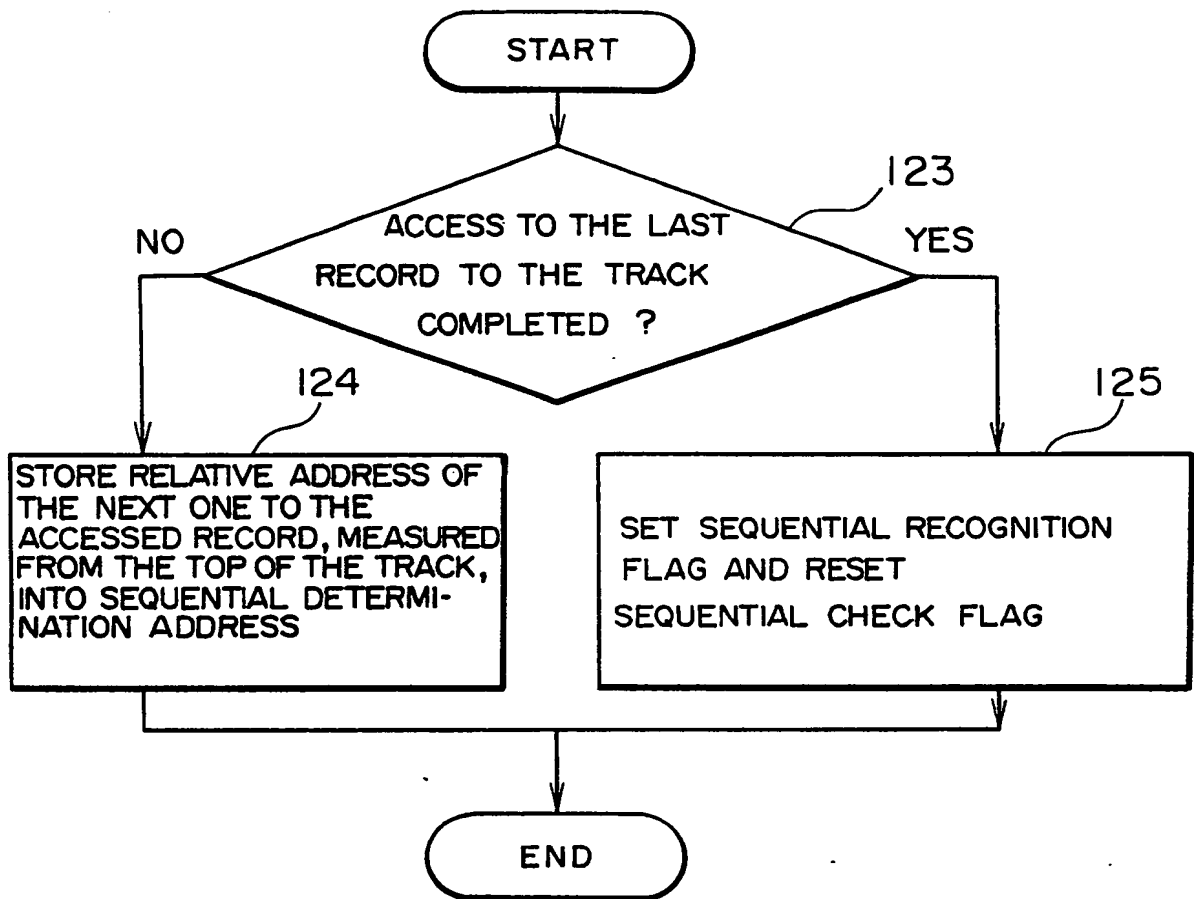 START
123
ACCESS TO THE LAST
RECORD TO THE TRACK
COMPLETED ?
NO
YES
124
STORE RELATIVE ADDRESS OF
THE NEXT ONE TO THE
ACCESSED RECORD, MEASURED
FROM THE TOP OF THE TRACK,
INTO SEQUENTIAL DETERMI-
NATION ADDRESS
125
SET SEQUENTIAL RECOGNITION
FLAG AND RESET
SEQUENTIAL CHECK FLAG
END